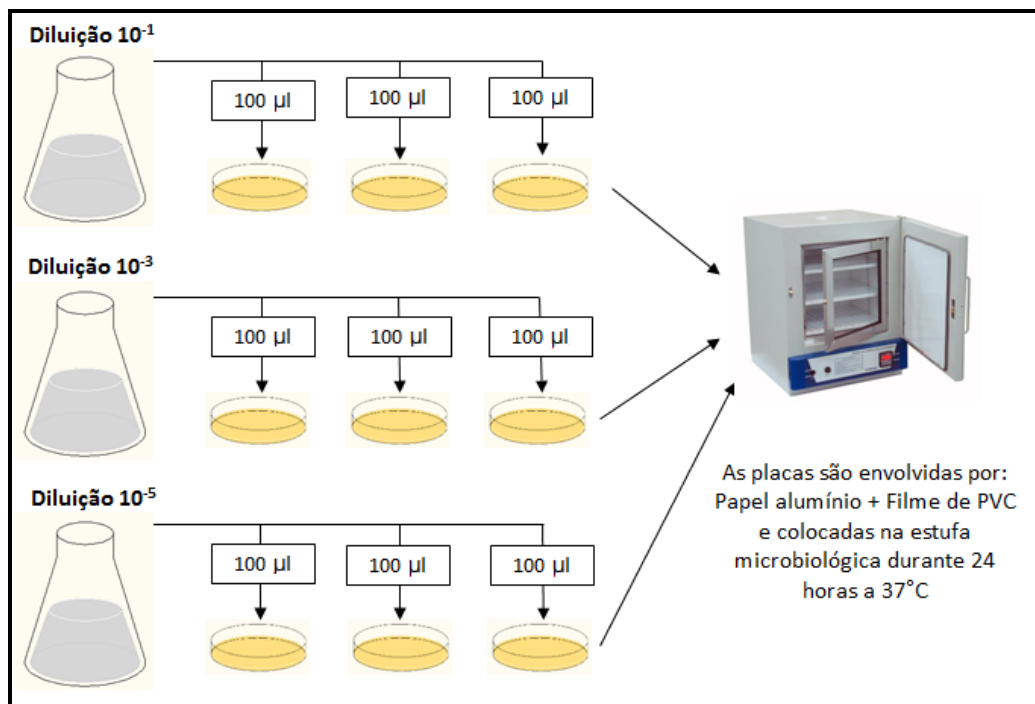 Diluição 10⁻¹
100 µl
100 µl
100 µl
Diluição 10⁻³
100 µl
100 µl
100 µl
Diluição 10⁻⁵
100 µl
100 µl
100 µl
As placas são envolvidas por:
Papel alumínio + Filme de PVC
e colocadas na estufa
microbiológica durante 24
horas a 37°C